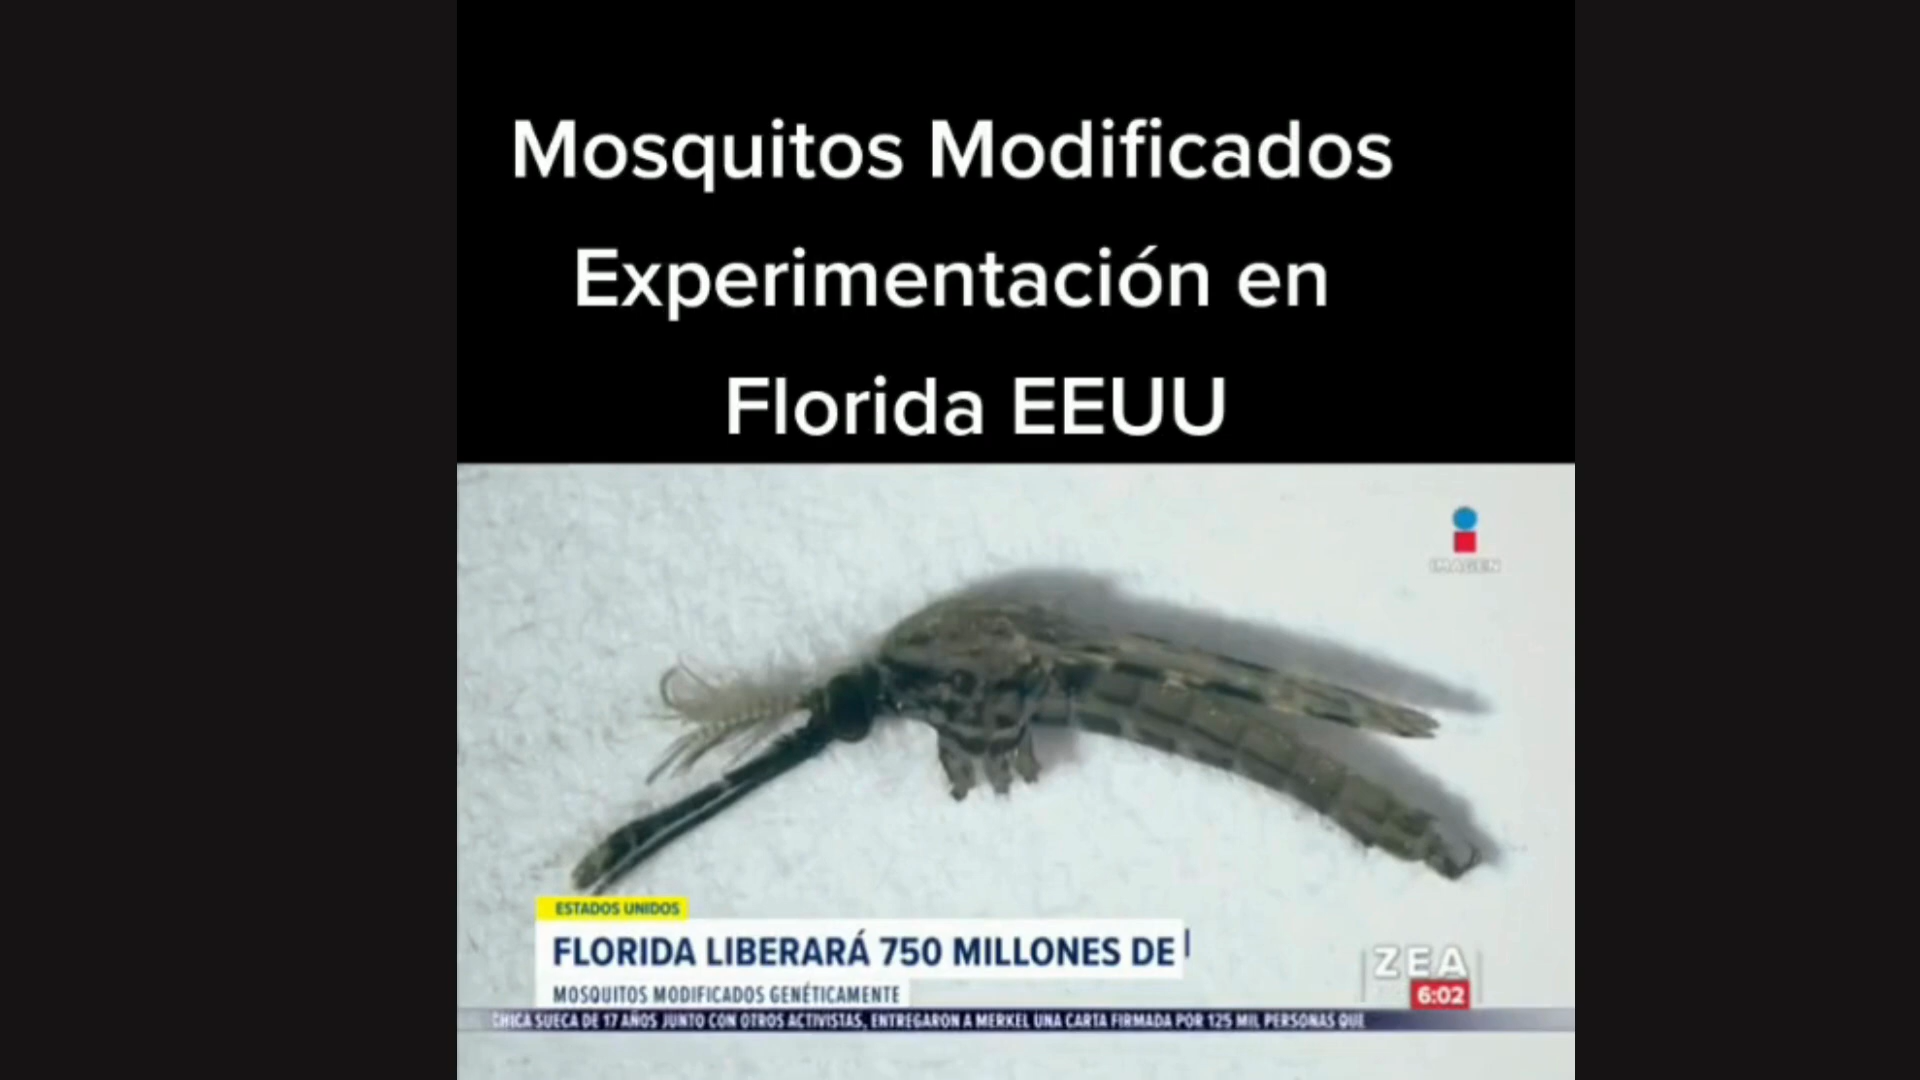 Mosquitos Modificados
Experimentación en
Florida EEUU
IMAGEN
ESTADOS UNIDOS
FLORIDA LIBERARÁ 750 MILLONES DE
MOSQUITOS MODIFICADOS GENÉTICAMENTE
ZEA
6:02
CHICA SUECA DE 17 AÑOS JUNTO CON OTROS ACTIVISTAS, ENTREGARON A MERKEL UNA CARTA FIRMADA POR 125 MIL PERSONAS QUE